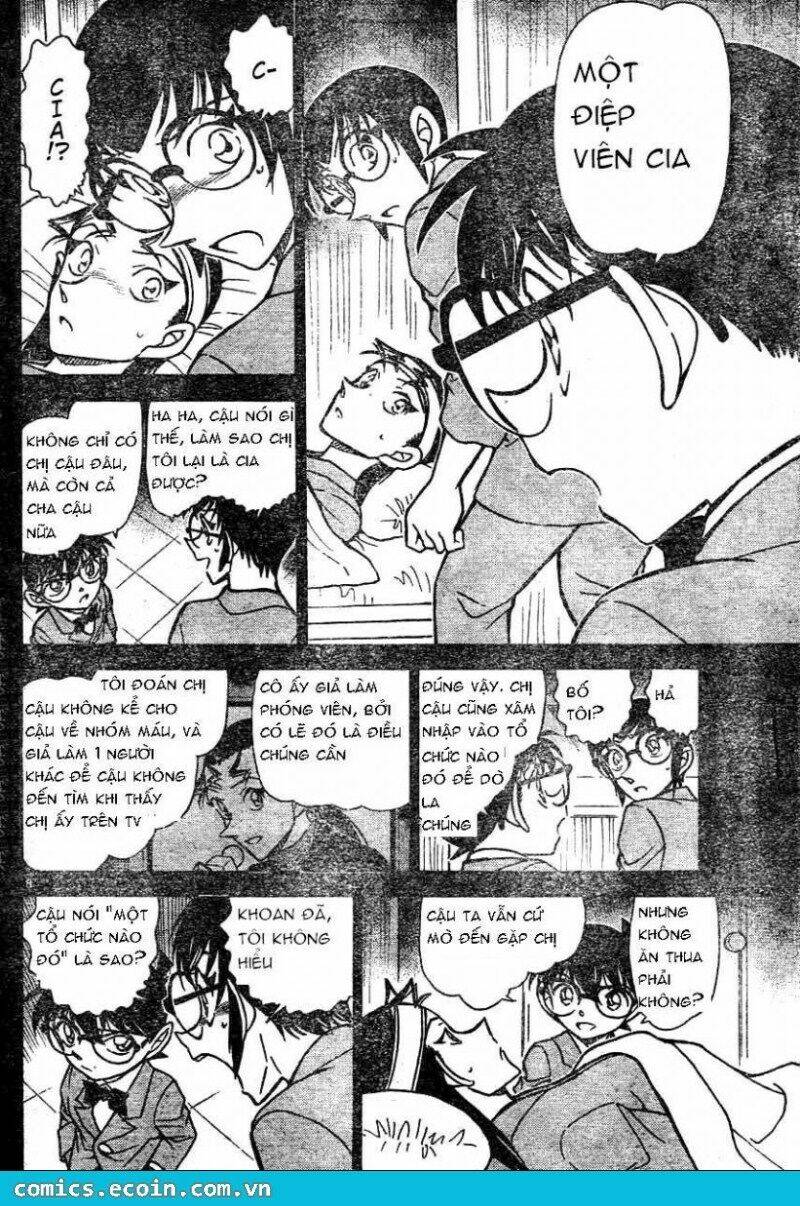 MỘT
ĐIỆP
VIÊN CIA
C-
CIA!?
HA HA, CẬU NÓI GÌ
THẾ, LÀM SAO CHỊ
TÔI LẠI LÀ CIA
ĐƯỢC?
KHÔNG CHỈ CÓ
CHỊ CẬU ĐÂU,
MÀ CÒN CẢ
CHA CẬU
NỮA
HẢ
BỐ
TÔI?
ĐÚNG VẬY. CHỊ
CẬU CŨNG XÂM
NHẬP VÀO TỔ
CHỨC NÀO
ĐÓ ĐỂ DÒ
LA
CHÚNG
CÔ ẤY GIẢ LÀM
PHÓNG VIÊN, BỞI
CÓ LẼ ĐÓ LÀ ĐIỀU
CHÚNG CẦN
TÔI ĐOÁN CHỊ
CẬU KHÔNG KỂ CHO
CẬU VỀ NHÓM MÁU, VÀ
GIẢ LÀM 1 NGƯỜI
KHÁC ĐỂ CẬU KHÔNG
ĐẾN TÌM KHI THẤY
CHỊ ẤY TRÊN TV
NHƯNG
KHÔNG
ĂN THUA
PHẢI
KHÔNG?
CẬU TA VẪN CỨ
MÒ ĐẾN GẶP CHỊ
KHOAN ĐÃ,
TÔI KHÔNG
HIỂU
CẬU NÓI "MỘT
TỔ CHỨC NÀO
ĐÓ" LÀ SAO?
comics.ecoin.com.vn